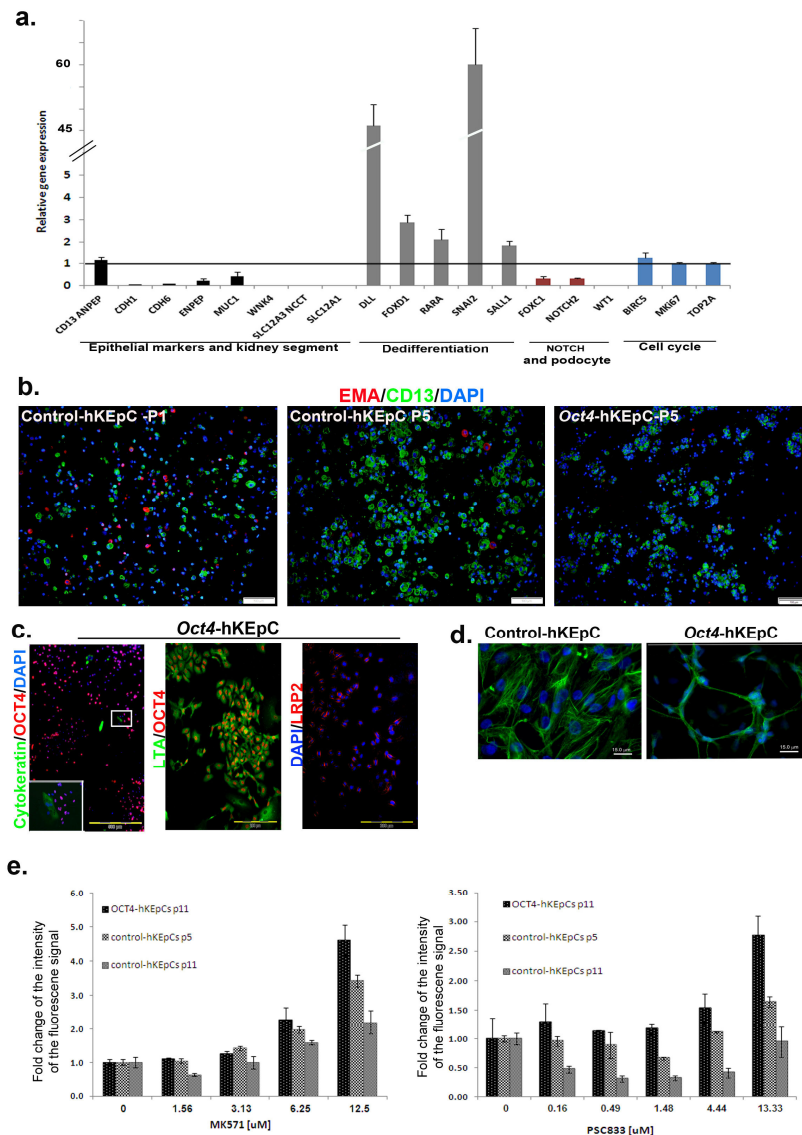 a.
Relative gene expression
60
45
5
4
3
2
1
0
CD13 ANPEP
CDH1
CDH6
ENPEP
MUC1
WNK4
SLC12A3 NCCT
SLC12A1
DLL
FOXD1
RARA
SNAI2
SALL1
FOXC1
NOTCH2
WT1
BIRC5
MKi67
TOP2A
Epithelial markers and kidney segment
Dedifferentiation
NOTCH
and podocyte
Cell cycle
b.
EMA/CD13/DAPI
Control-hKEpC -P1
Control-hKEpC P5
Oct4-hKEpC-P5
c.
Oct4-hKEpC
Cytokeratin/OCT4/DAPI
LTA/OCT4
DAPI/LRP2
d.
Control-hKEpC
Oct4-hKEpC
15.0 µm
15.0 µm
e.
Fold change of the intensity
of the fluorescene signal
6.0
5.0
4.0
3.0
2.0
1.0
0.0
OCT4-hKEpCs p11
control-hKEpCs p5
control-hKEpCs p11
0
1.56
3.13
6.25
12.5
MK571 [uM]
Fold change of the intensity
of the fluorescene signal
3.50
3.00
2.50
2.00
1.50
1.00
0.50
0.00
OCT4-hKEpCs P11
control-hKEpCs p5
control-hKEpCs p11
0
0.16
0.49
1.48
4.44
13.33
PSC833 [uM]